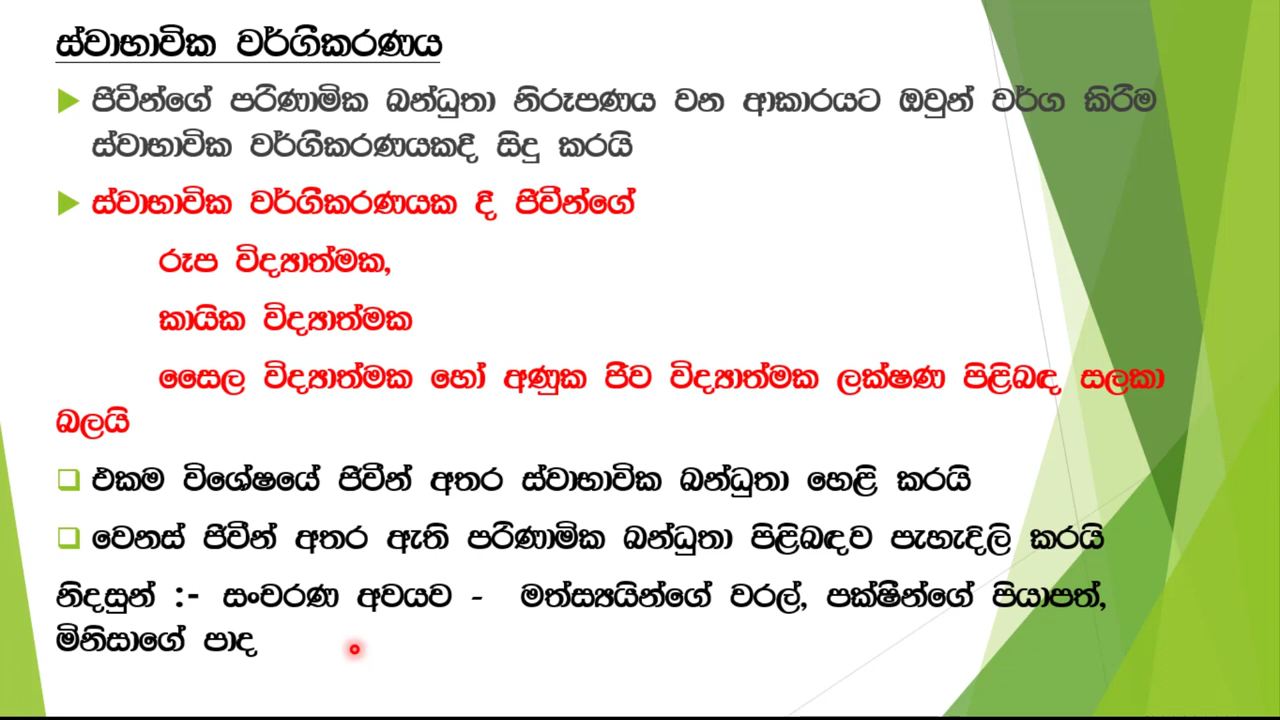 ස්වාභාවික වර්ගීකරණය
ජීවීන්ගේ පරිණාමික බන්ධුතා නිරූපණය වන ආකාරයට ඔවුන් වර්ග කිරීම
ස්වාභාවික වර්ගීකරණයකදී සිදු කරයි
ස්වාභාවික වර්ගීකරණයක දී ජීවීන්ගේ
රූප විද්‍යාත්මක,
කායික විද්‍යාත්මක
සෛල විද්‍යාත්මක හෝ අණුක ජීව විද්‍යාත්මක ලක්ෂණ පිළිබඳ සලකා
බලයි
එකම විශේෂයේ ජීවීන් අතර ස්වාභාවික බන්ධුතා හෙළි කරයි
වෙනස් ජීවීන් අතර ඇති පරිණාමික බන්ධුතා පිළිබඳව පැහැදිලි කරයි
නිදසුන් :- සංචරණ අවයව - මත්ස්‍යයින්ගේ වරල්, පක්ෂීන්ගේ පියාපත්,
මිනිසාගේ පාද